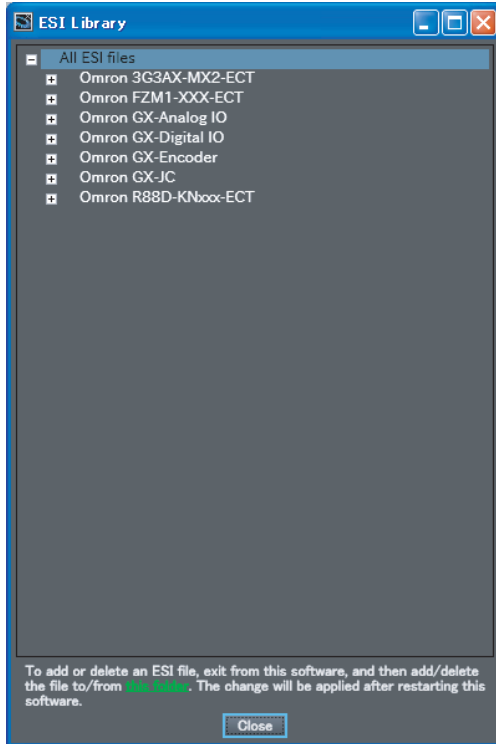 ESI Library
All ESI files
Omron 3G3AX-MX2-ECT
Omron FZM1-XXX-ECT
Omron GX-Analog IO
Omron GX-Digital IO
Omron GX-Encoder
Omron GX-JC
Omron R88D-KNxxx-ECT
To add or delete an ESI file, exit from this software, and then add/delete
the file to/from this folder. The change will be applied after restarting this
software.
Close